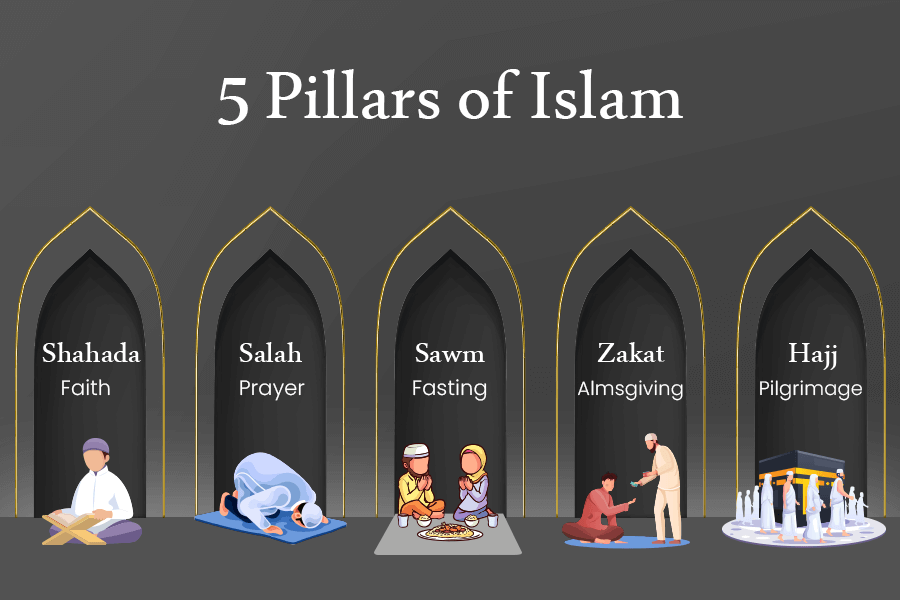 5 Pillars of Islam
Shahada
Faith
Salah
Prayer
Sawm
Fasting
Zakat
Almsgiving
Hajj
Pilgrimage